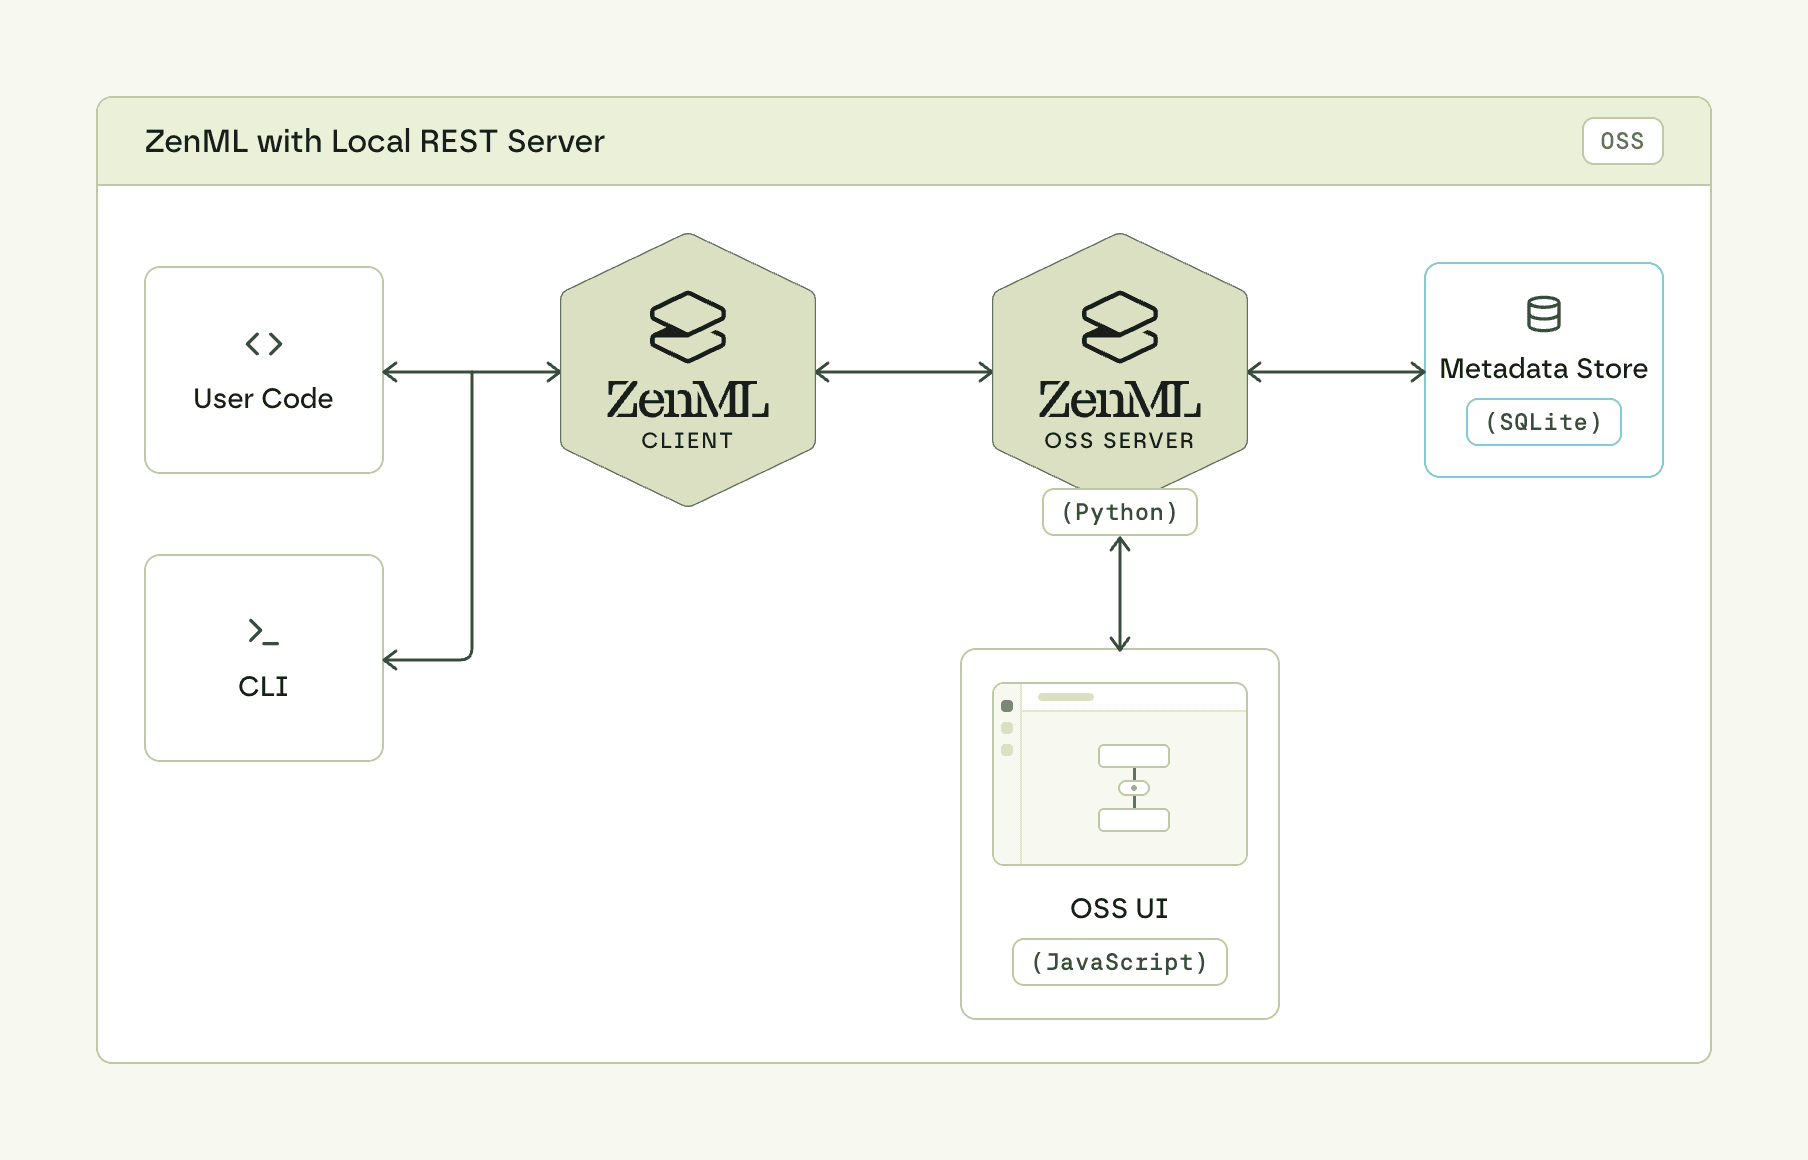 ZenML with Local REST Server
OSS
User Code
ZenML
CLIENT
ZenML
OSS SERVER
(Python)
Metadata Store
(SQLite)
CLI
OSS UI
(JavaScript)